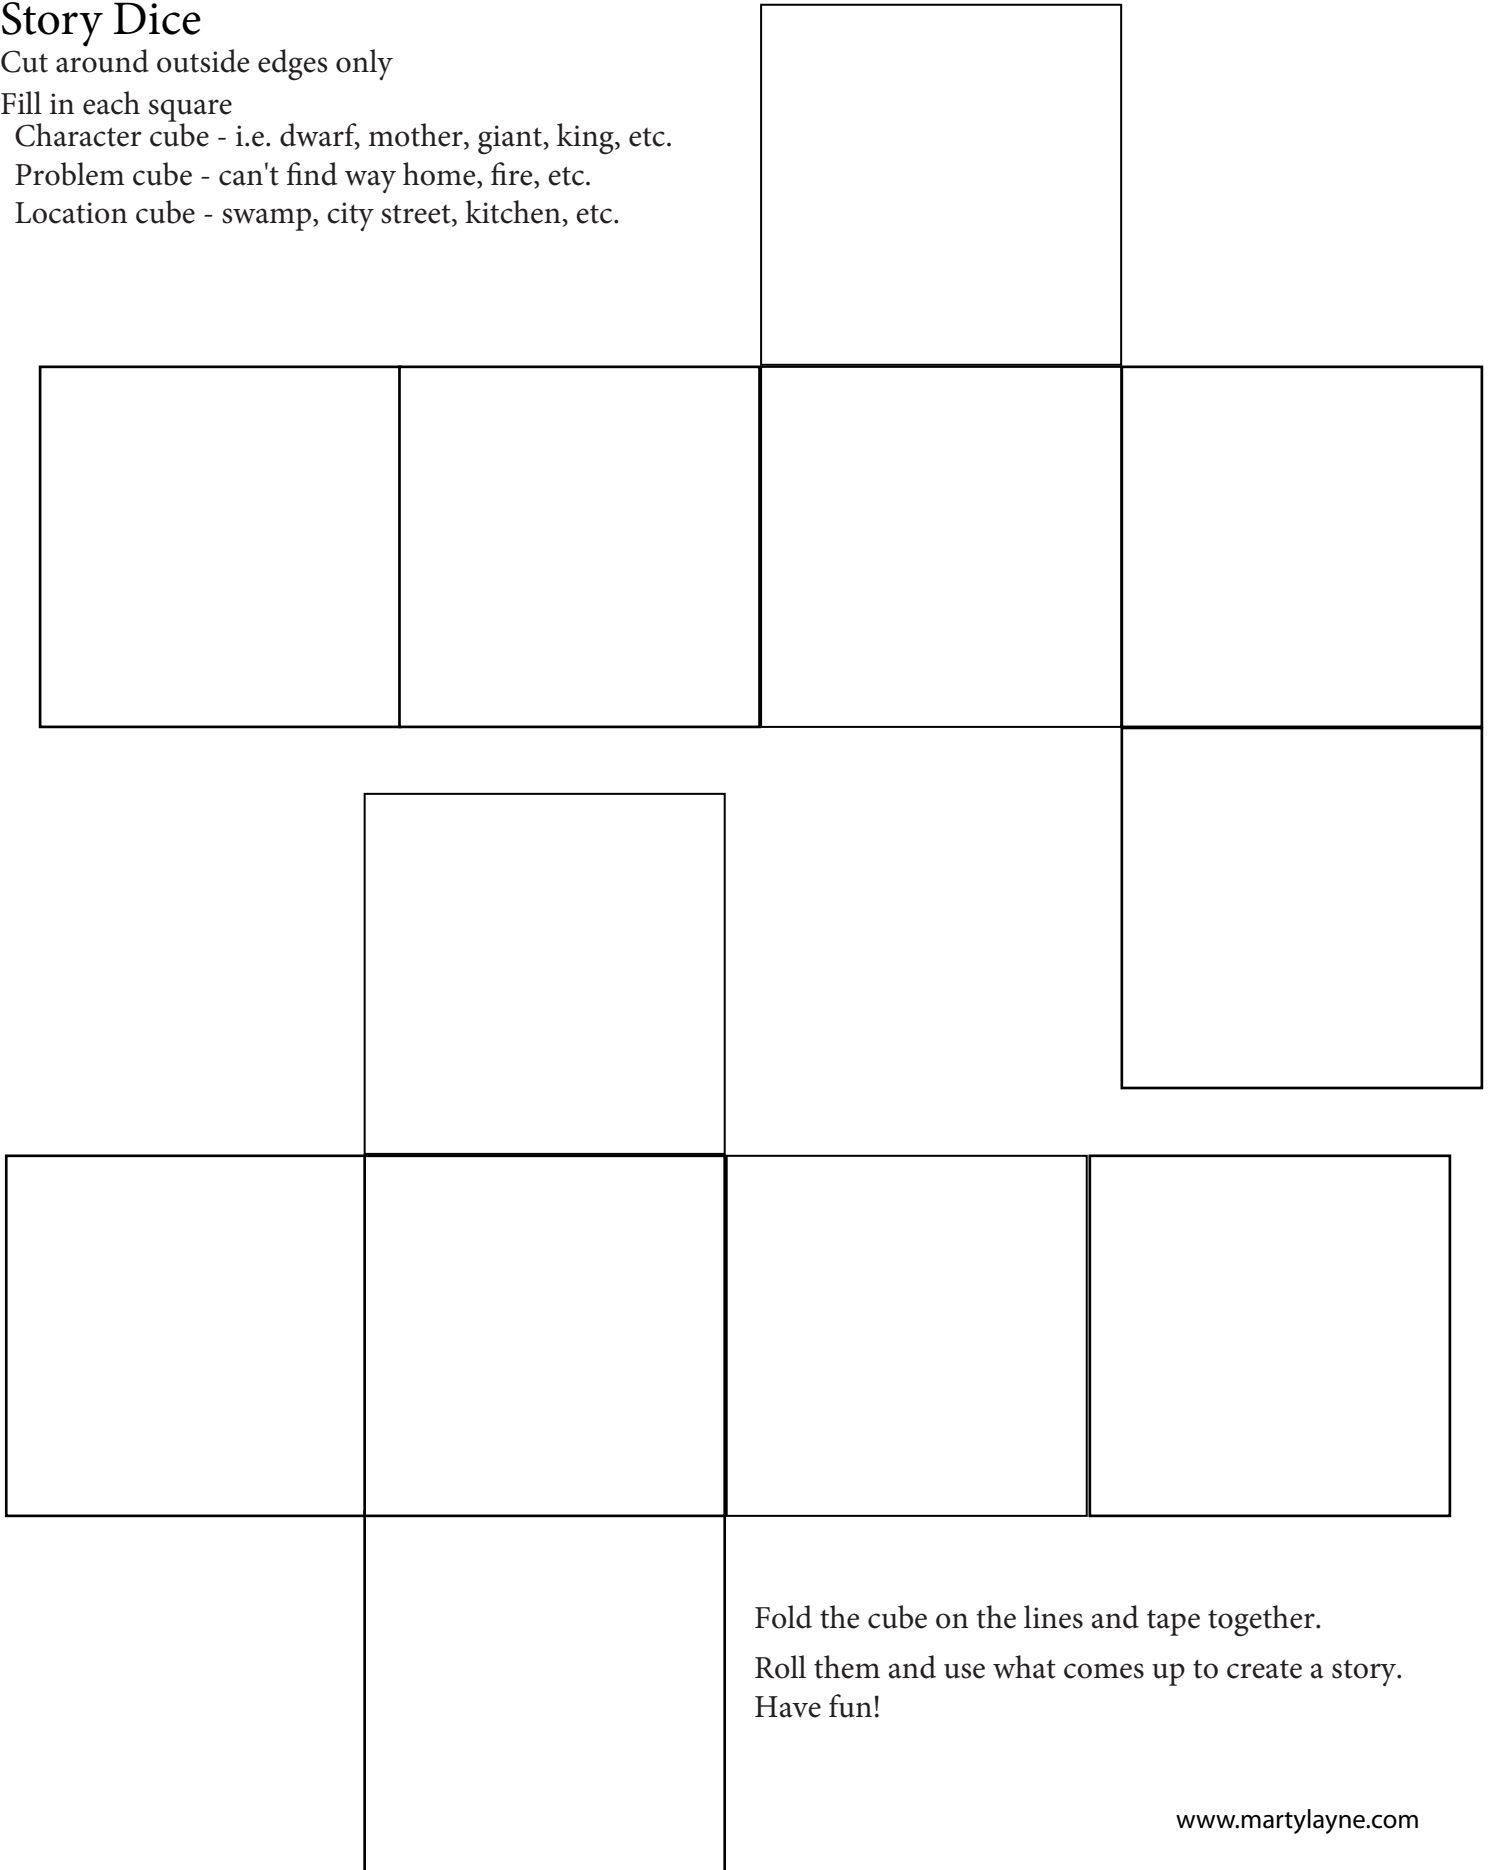 Story Dice
Cut around outside edges only
Fill in each square
Character cube - i.e. dwarf, mother, giant, king, etc.
Problem cube - can't find way home, fire, etc.
Location cube - swamp, city street, kitchen, etc.
Fold the cube on the lines and tape together.
Roll them and use what comes up to create a story.
Have fun!
www.martylayne.com